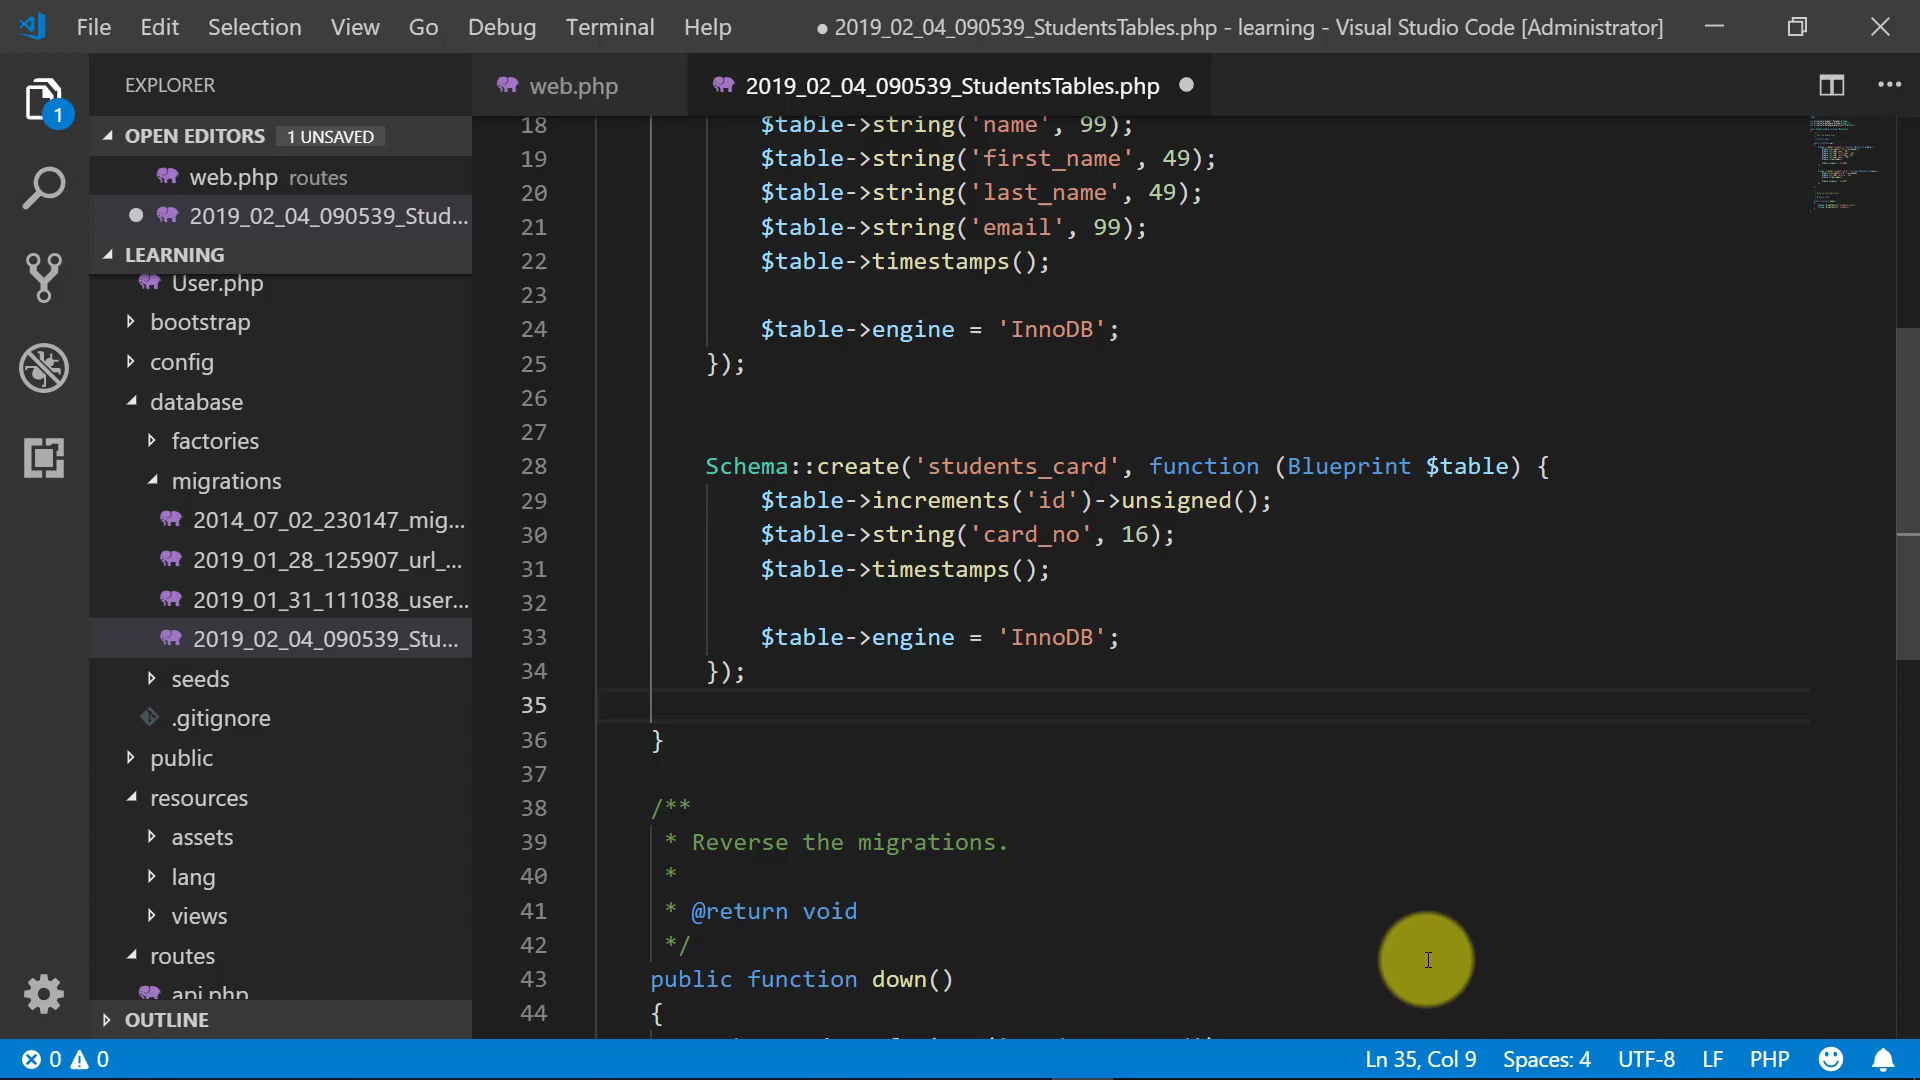 File Edit Selection View Go Debug Terminal Help
● 2019_02_04_090539_StudentsTables.php - learning - Visual Studio Code [Administrator]
1
EXPLORER
OPEN EDITORS 1 UNSAVED
web.php routes
2019_02_04_090539_Stud...
LEARNING
User.php
bootstrap
config
database
factories
migrations
2014_07_02_230147_mig...
2019_01_28_125907_url_...
2019_01_31_111038_user...
2019_02_04_090539_Stu...
seeds
.gitignore
public
resources
assets
lang
views
routes
api.php
OUTLINE
web.php
2019_02_04_090539_StudentsTables.php
18 $table->string('name', 99);
19 $table->string('first_name', 49);
20 $table->string('last_name', 49);
21 $table->string('email', 99);
22 $table->timestamps();
23
24 $table->engine = 'InnoDB';
25 });
26
27
28 Schema::create('students_card', function (Blueprint $table) {
29 $table->increments('id')->unsigned();
30 $table->string('card_no', 16);
31 $table->timestamps();
32
33 $table->engine = 'InnoDB';
34 });
35
36 }
37
38 /**
39 * Reverse the migrations.
40 *
41 * @return void
42 */
43 public function down()
44 {
0 0
Ln 35, Col 9 Spaces: 4 UTF-8 LF PHP